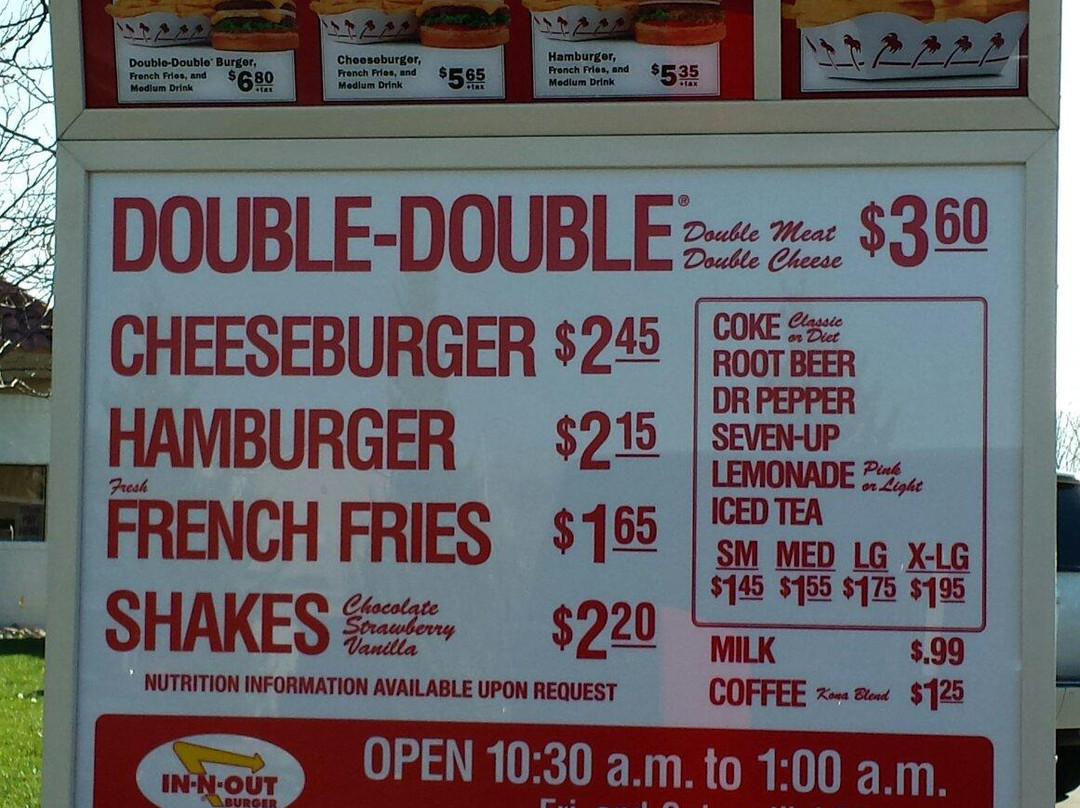 Double-Double® Burger,
French Fries, and
Medium Drink
$6.80
+tax
Cheeseburger,
French Fries, and
Medium Drink
$5.65
+tax
Hamburger,
French Fries, and
Medium Drink
$5.35
+tax
DOUBLE-DOUBLE® Double Meat Double Cheese $3.60
CHEESEBURGER $2.45
HAMBURGER $2.15
Fresh
FRENCH FRIES $1.65
SHAKES Chocolate Strawberry Vanilla $2.20
NUTRITION INFORMATION AVAILABLE UPON REQUEST
COKE Classic or Diet
ROOT BEER
DR PEPPER
SEVEN-UP
LEMONADE Pink or Light
ICED TEA
SM MED LG X-LG
$1.45 $1.55 $1.75 $1.95
MILK $.99
COFFEE Kona Blend $1.25
IN-N-OUT
BURGER
OPEN 10:30 a.m. to 1:00 a.m.